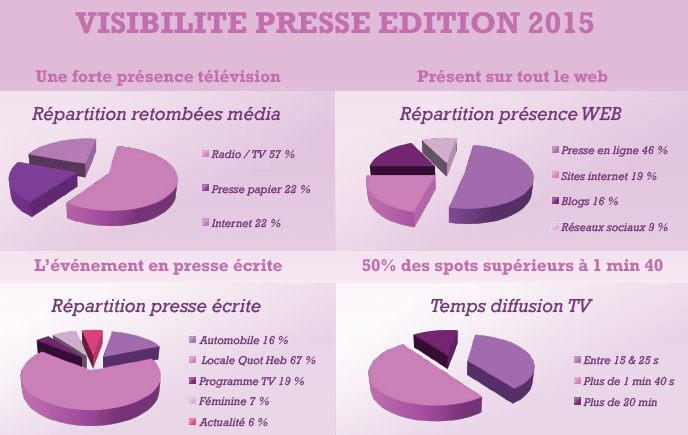 VISIBILITE PRESSE EDITION 2015
Une forte présence télévision
Répartition retombées média
Radio / TV 57 %
Presse papier 22 %
Internet 22 %
Présent sur tout le web
Répartition présence WEB
Presse en ligne 46 %
Sites internet 19 %
Blogs 16 %
Réseaux sociaux 9 %
L’événement en presse écrite
Répartition presse écrite
Automobile 16 %
Locale Quot Heb 67 %
Programme TV 19 %
Féminine 7 %
Actualité 6 %
50% des spots supérieurs à 1 min 40
Temps diffusion TV
Entre 15 & 25 s
Plus de 1 min 40 s
Plus de 20 min